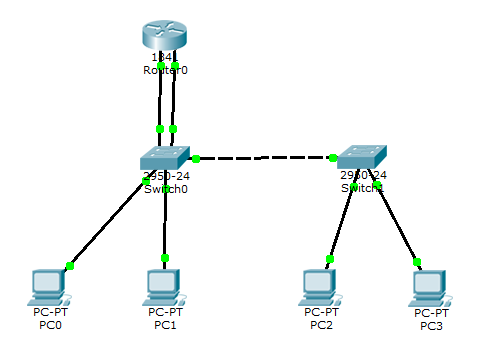 1841
Router0
2950-24
Switch0
2950-24
Switch1
PC-PT
PC0
PC-PT
PC1
PC-PT
PC2
PC-PT
PC3